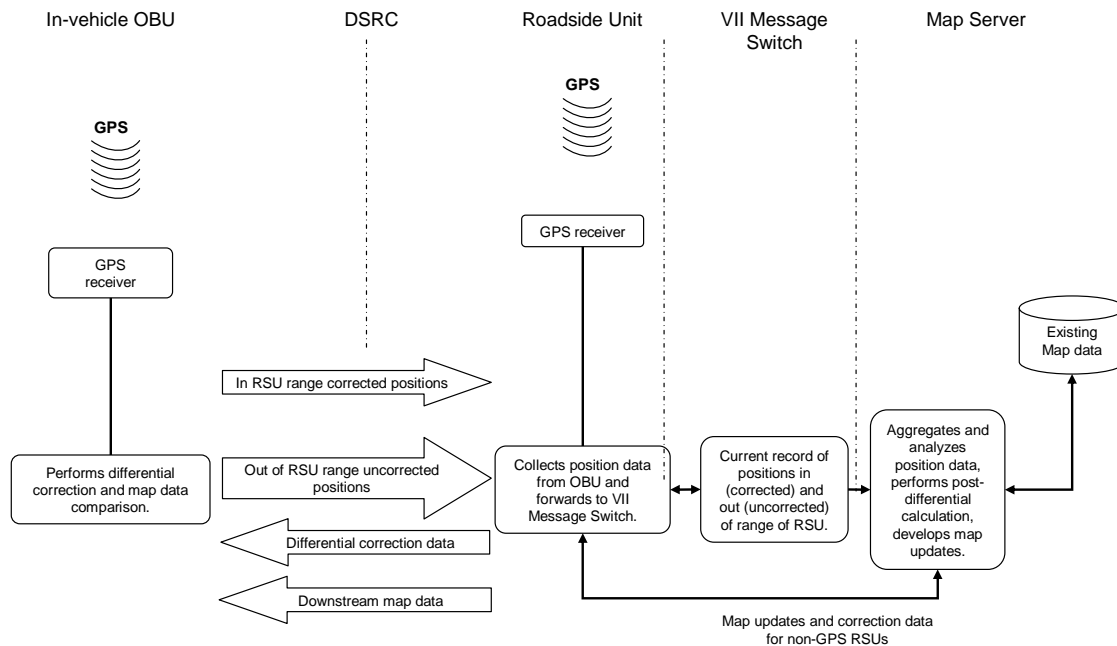 In-vehicle OBU
DSRC
Roadside Unit
VII Message
Switch
Map Server
GPS
GPS
GPS receiver
GPS
receiver
Existing
Map data
In RSU range corrected positions
Performs differential
correction and map data
comparison.
Out of RSU range uncorrected
positions
Collects position data
from OBU and
forwards to VII
Message Switch.
Current record of
positions in
(corrected) and
out (uncorrected)
of range of RSU.
Aggregates and
analyzes
position data,
performs post-
differential
calculation,
develops map
updates.
Differential correction data
Downstream map data
Map updates and correction data
for non-GPS RSUs